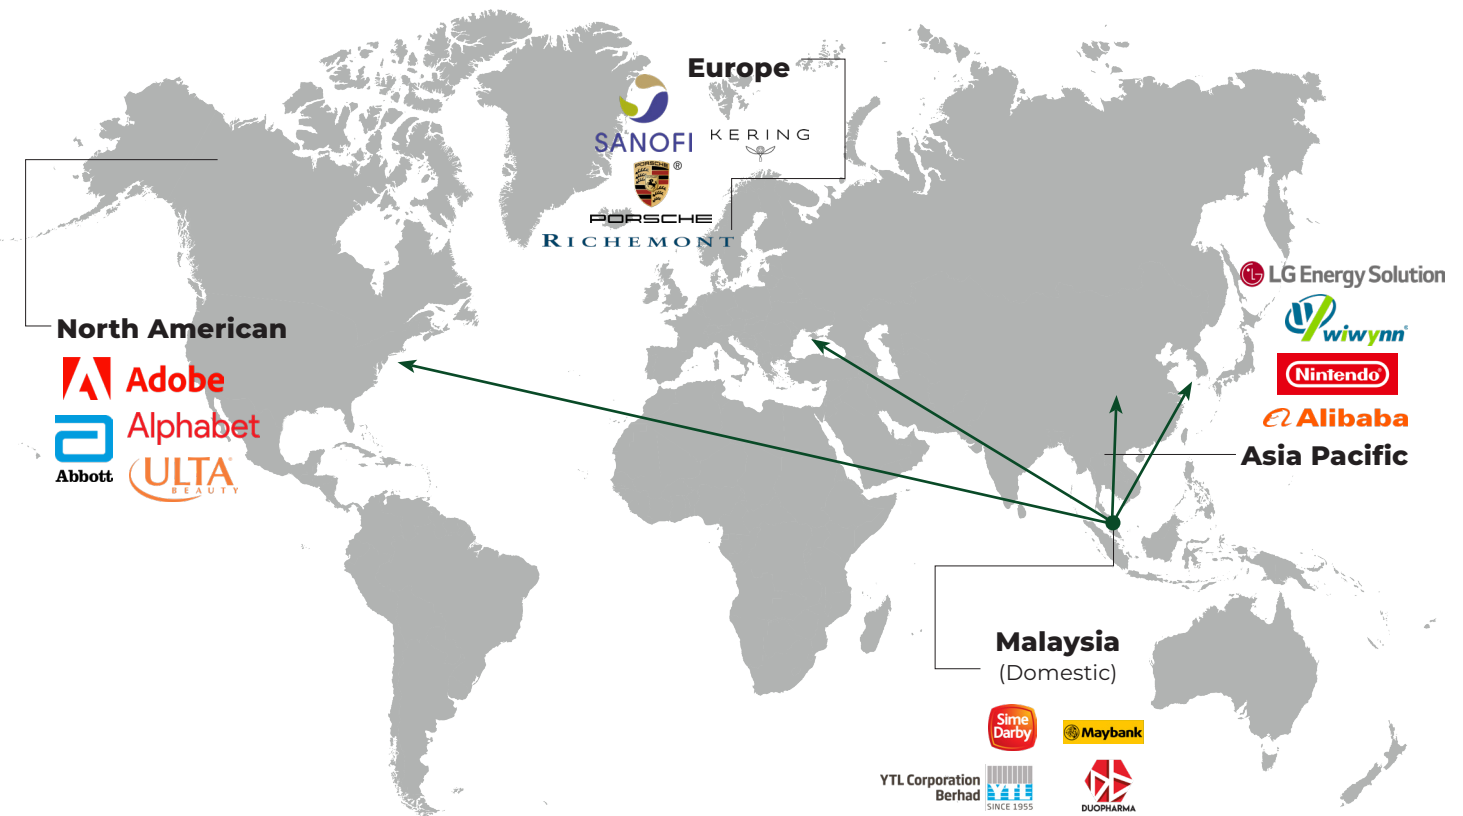 Europe
SANOFI
KERING
PORSCHE
®
PORSCHE
RICHEMONT
North American
Adobe
Alphabet
Abbott
ULTA
BEAUTY
LG Energy Solution
wiwynn®
Nintendo®
Alibaba
Asia Pacific
Malaysia
(Domestic)
Sime
Darby
Maybank
YTL Corporation
Berhad
YTL
SINCE 1955
DUOPHARMA